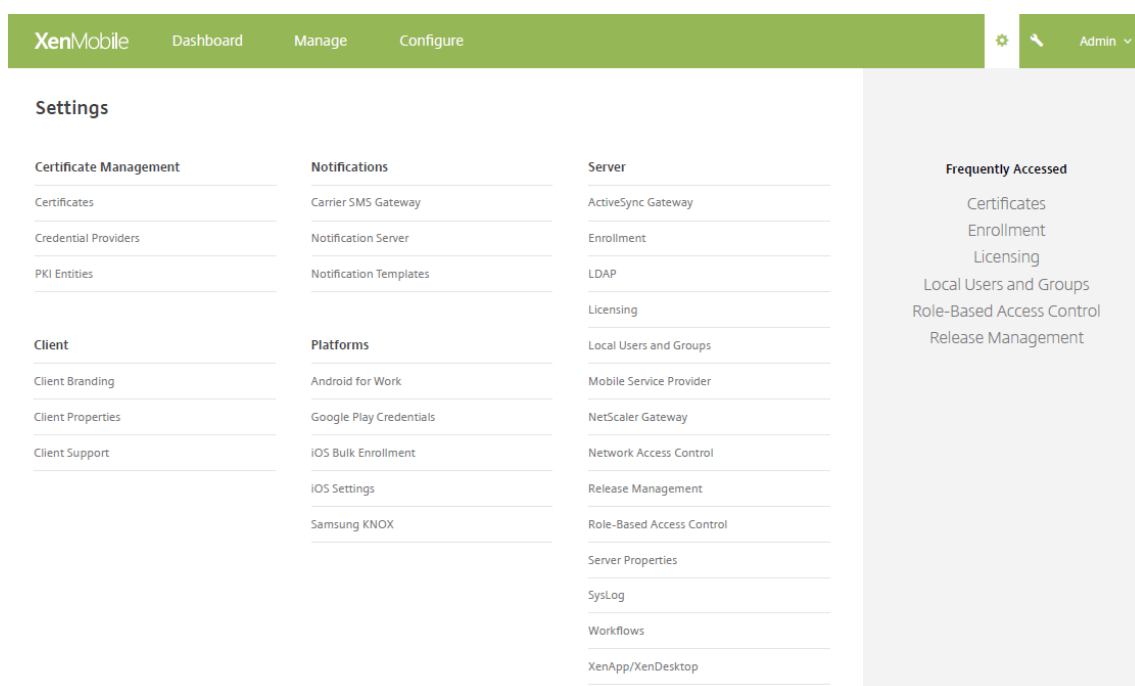 XenMobile Dashboard Manage Configure Admin
Settings
Certificate Management
Certificates
Credential Providers
PKI Entities
Client
Client Branding
Client Properties
Client Support
Notifications
Carrier SMS Gateway
Notification Server
Notification Templates
Platforms
Android for Work
Google Play Credentials
iOS Bulk Enrollment
iOS Settings
Samsung KNOX
Server
ActiveSync Gateway
Enrollment
LDAP
Licensing
Local Users and Groups
Mobile Service Provider
NetScaler Gateway
Network Access Control
Release Management
Role-Based Access Control
Server Properties
SysLog
Workflows
XenApp/XenDesktop
Frequently Accessed
Certificates
Enrollment
Licensing
Local Users and Groups
Role-Based Access Control
Release Management